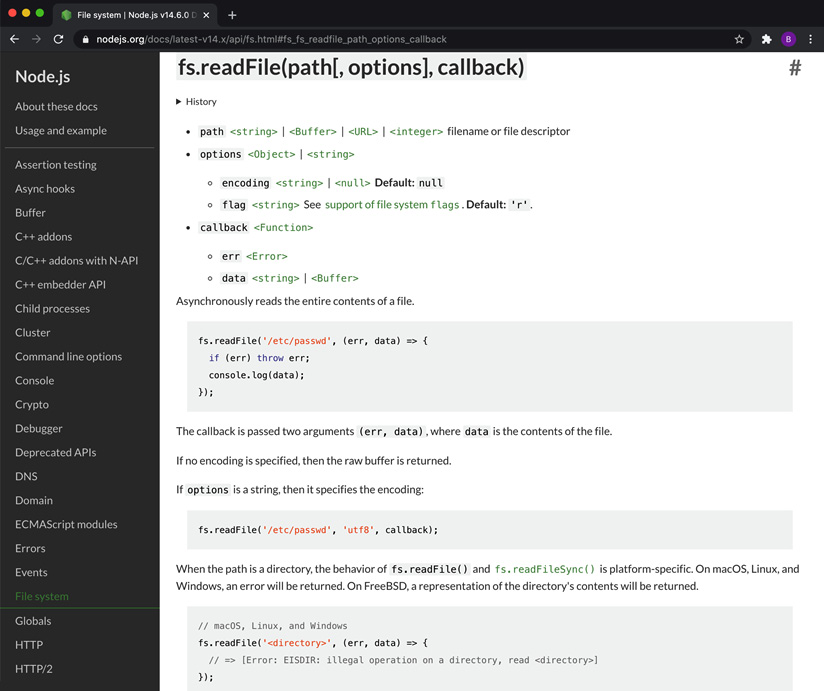 File system | Node.js v14.6.0 D
nodejs.org/docs/latest-v14.x/api/fs.html#fs_fs_readfile_path_options_callback
B
Node.js
About these docs
Usage and example
Assertion testing
Async hooks
Buffer
C++ addons
C/C++ addons with N-API
C++ embedder API
Child processes
Cluster
Command line options
Console
Crypto
Debugger
Deprecated APIs
DNS
Domain
ECMAScript modules
Errors
Events
File system
Globals
HTTP
HTTP/2
fs.readFile(path[, options], callback)
#
History
path <string> | <Buffer> | <URL> | <integer> filename or file descriptor
options <Object> | <string>
encoding <string> | <null> Default: null
flag <string> See support of file system flags. Default: 'r'.
callback <Function>
err <Error>
data <string> | <Buffer>
Asynchronously reads the entire contents of a file.
fs.readFile('/etc/passwd', (err, data) => {
if (err) throw err;
console.log(data);
});
The callback is passed two arguments (err, data), where data is the contents of the file.
If no encoding is specified, then the raw buffer is returned.
If options is a string, then it specifies the encoding:
fs.readFile('/etc/passwd', 'utf8', callback);
When the path is a directory, the behavior of fs.readFile() and fs.readFileSync() is platform-specific. On macOS, Linux, and
Windows, an error will be returned. On FreeBSD, a representation of the directory's contents will be returned.
// macOS, Linux, and Windows
fs.readFile('<directory>', (err, data) => {
// => [Error: EISDIR: illegal operation on a directory, read <directory>]
});